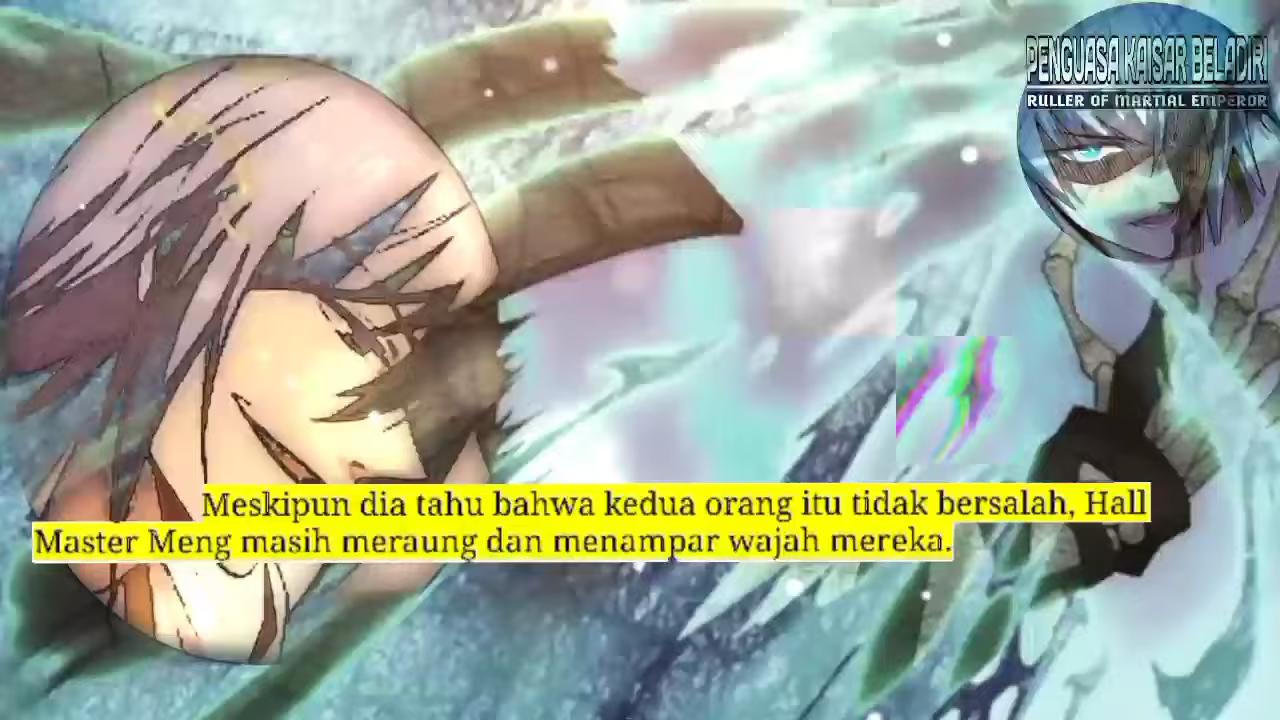 PENGUASA KAISAR BELADIRI
RULLER OF MARTIAL EMPEROR
Meskipun dia tahu bahwa kedua orang itu tidak bersalah, Hall
Master Meng masih meraung dan menampar wajah mereka.